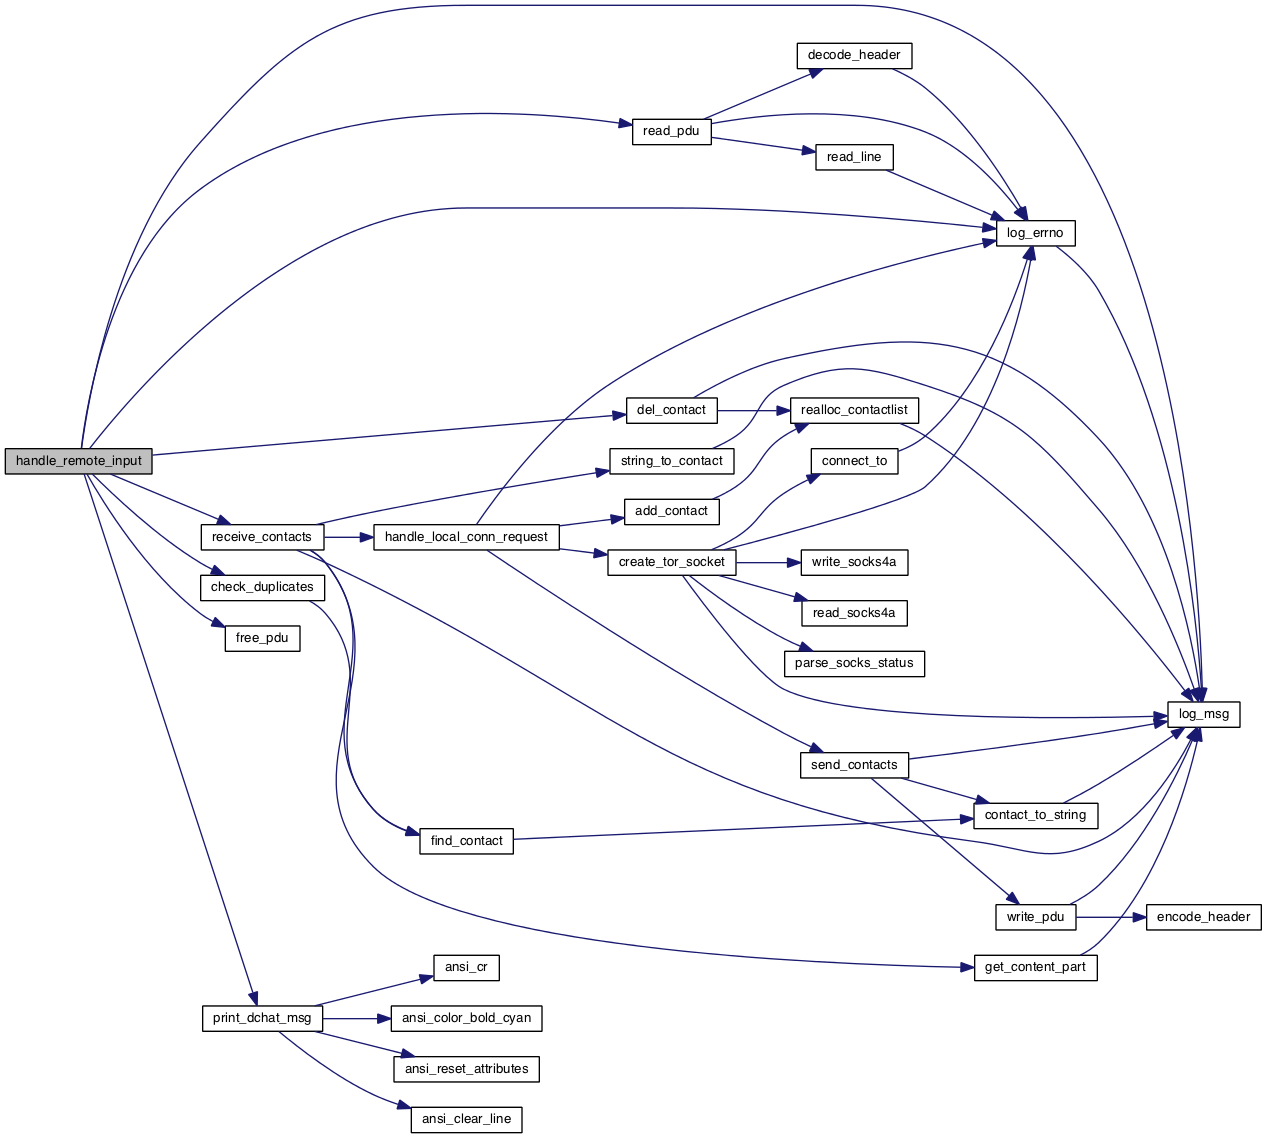 decode_header
read_pdu
read_line
log_errno
del_contact
realloc_contactlist
handle_remote_input
string_to_contact
connect_to
add_contact
receive_contacts
handle_local_conn_request
create_tor_socket
write_socks4a
check_duplicates
read_socks4a
free_pdu
parse_socks_status
log_msg
send_contacts
contact_to_string
find_contact
write_pdu
encode_header
get_content_part
ansi_cr
print_dchat_msg
ansi_color_bold_cyan
ansi_reset_attributes
ansi_clear_line